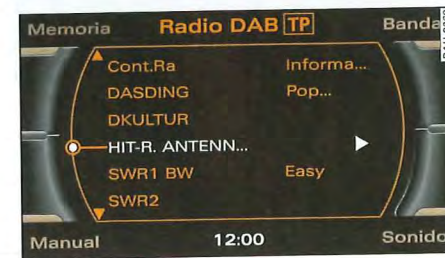 Memoria Radio DAB TP Banda
Cont.Ra Informa...
DASDING Pop...
DKULTUR
HIT-R. ANTENN...
SWR1 BW Easy
SWR2
Manual 12:00 Sonido